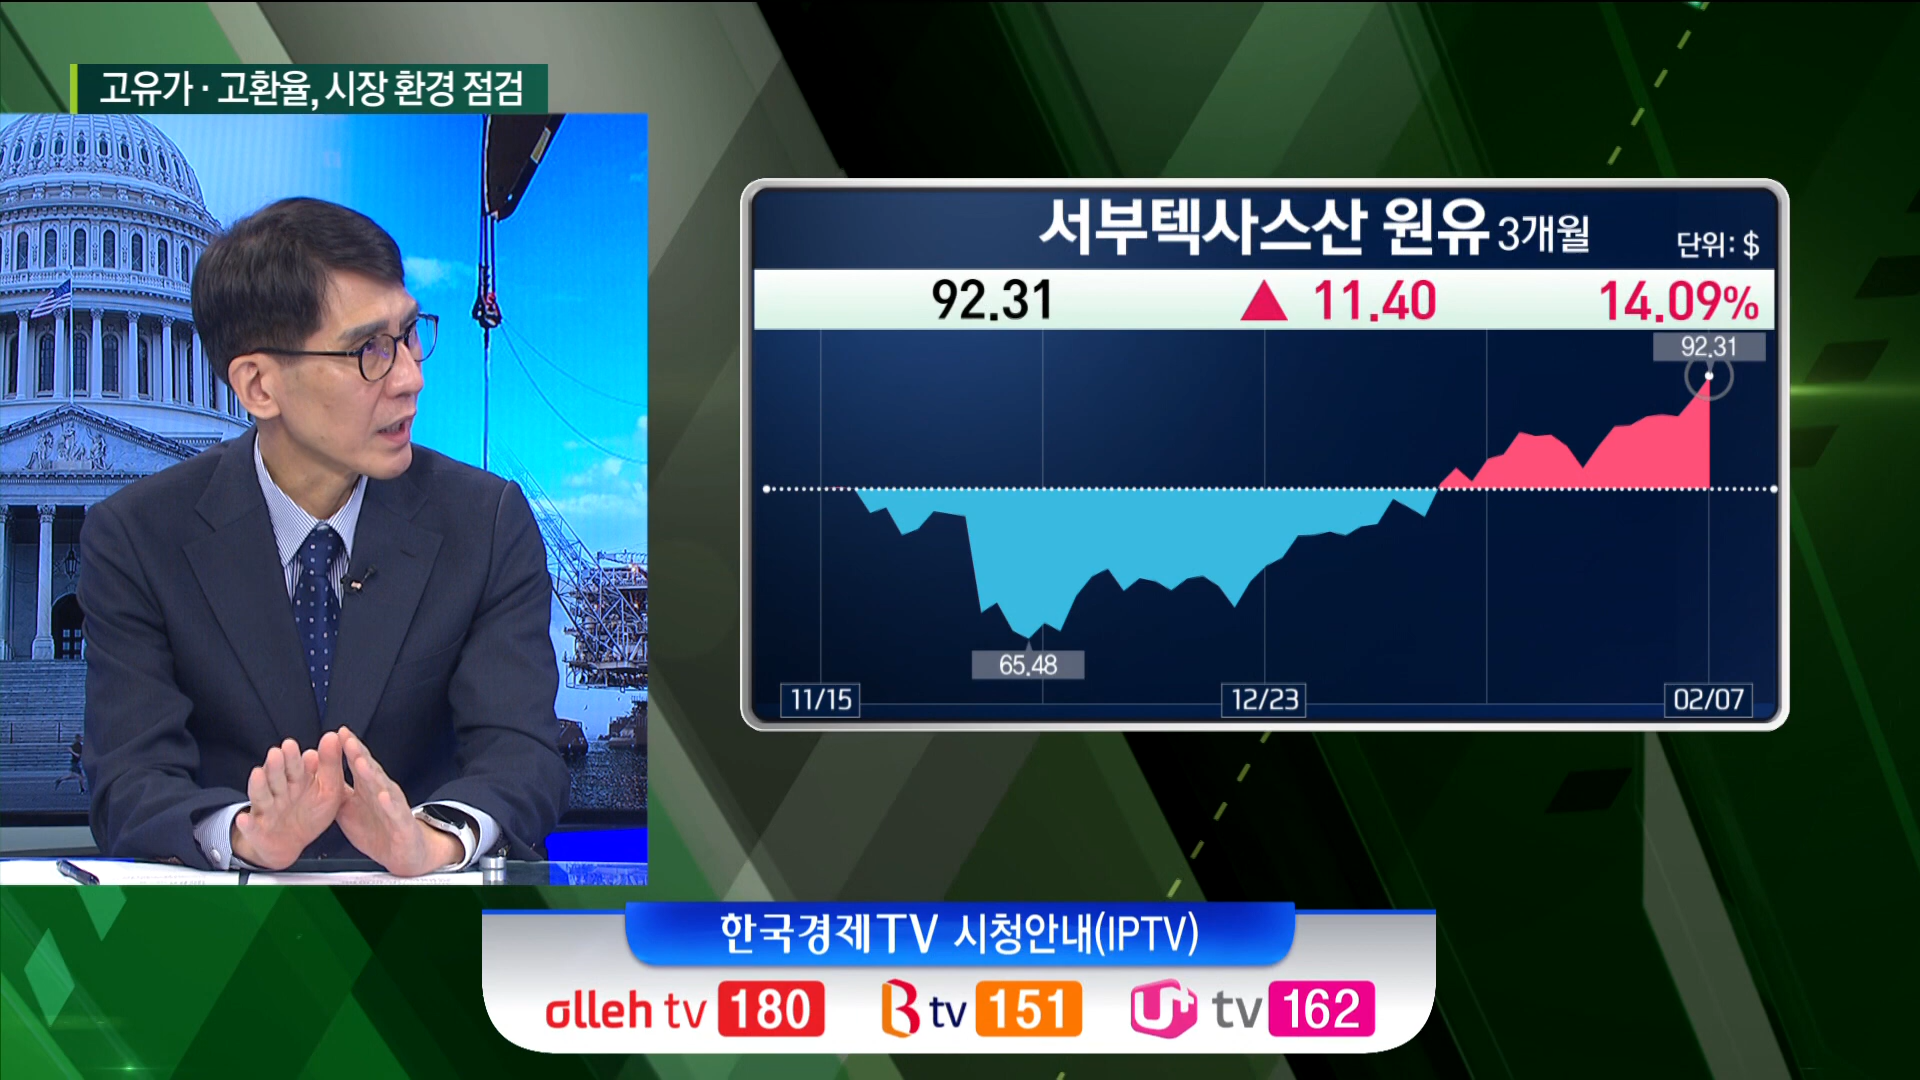 고유가 · 고환율, 시장 환경 점검
서부텍사스산 원유 3개월
단위: $
92.31 ▲ 11.40 14.09%
92.31
65.48
11/15 12/23 02/07
한국경제TV 시청안내(IPTV)
olleh tv 180 B tv 151 U+ tv 162